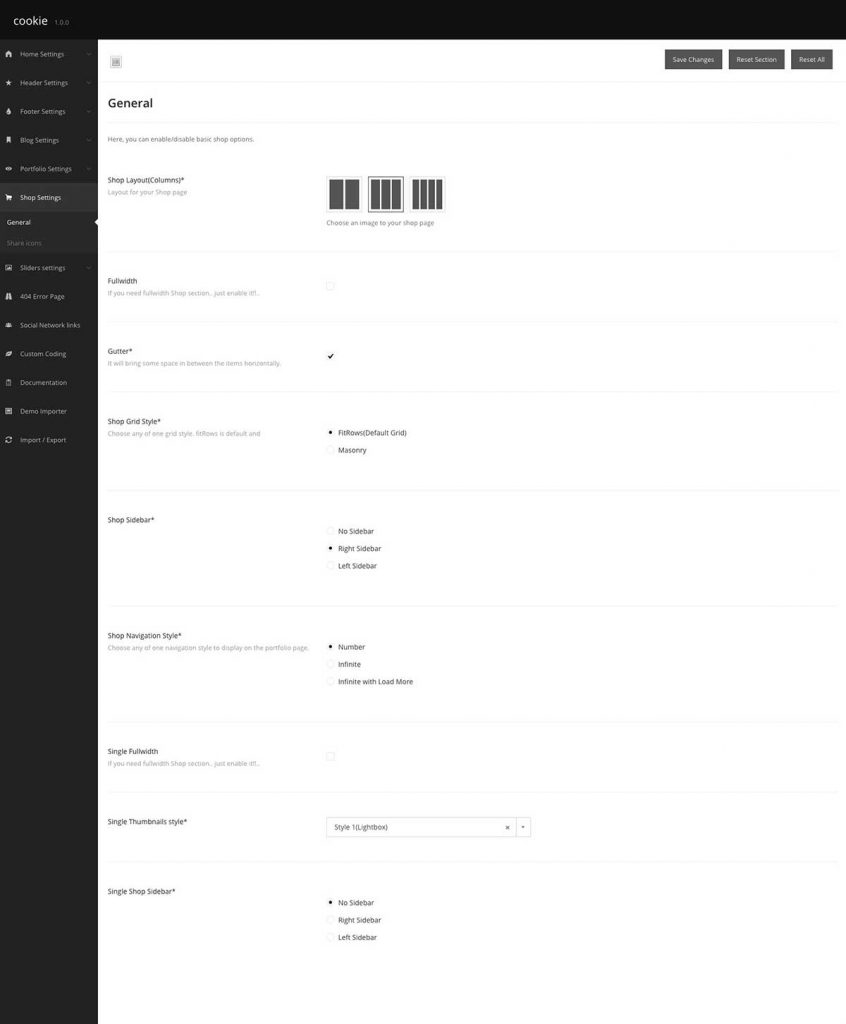 cookie 1.0.0
Home Settings
Header Settings
Footer Settings
Blog Settings
Portfolio Settings
Shop Settings
General
Share icons
Sliders settings
404 Error Page
Social Network links
Custom Coding
Documentation
Demo Importer
Import / Export
Save Changes
Reset Section
Reset All
General
Here, you can enable/disable basic shop options.
Shop Layout(Columns)*
Layout for your Shop page
Choose an image to your shop page
Fullwidth
If you need fullwidth Shop section.. just enable it!!..
Gutter*
It will bring some space in between the items horizontally.
Shop Grid Style*
Choose any of one grid style. fitRows is default and
FitRows(Default Grid)
Masonry
Shop Sidebar*
No Sidebar
Right Sidebar
Left Sidebar
Shop Navigation Style*
Choose any of one navigation style to display on the portfolio page.
Number
Infinite
Infinite with Load More
Single Fullwidth
If you need fullwidth Shop section.. just enable it!!..
Single Thumbnails style*
Style 1(Lightbox)
Single Shop Sidebar*
No Sidebar
Right Sidebar
Left Sidebar